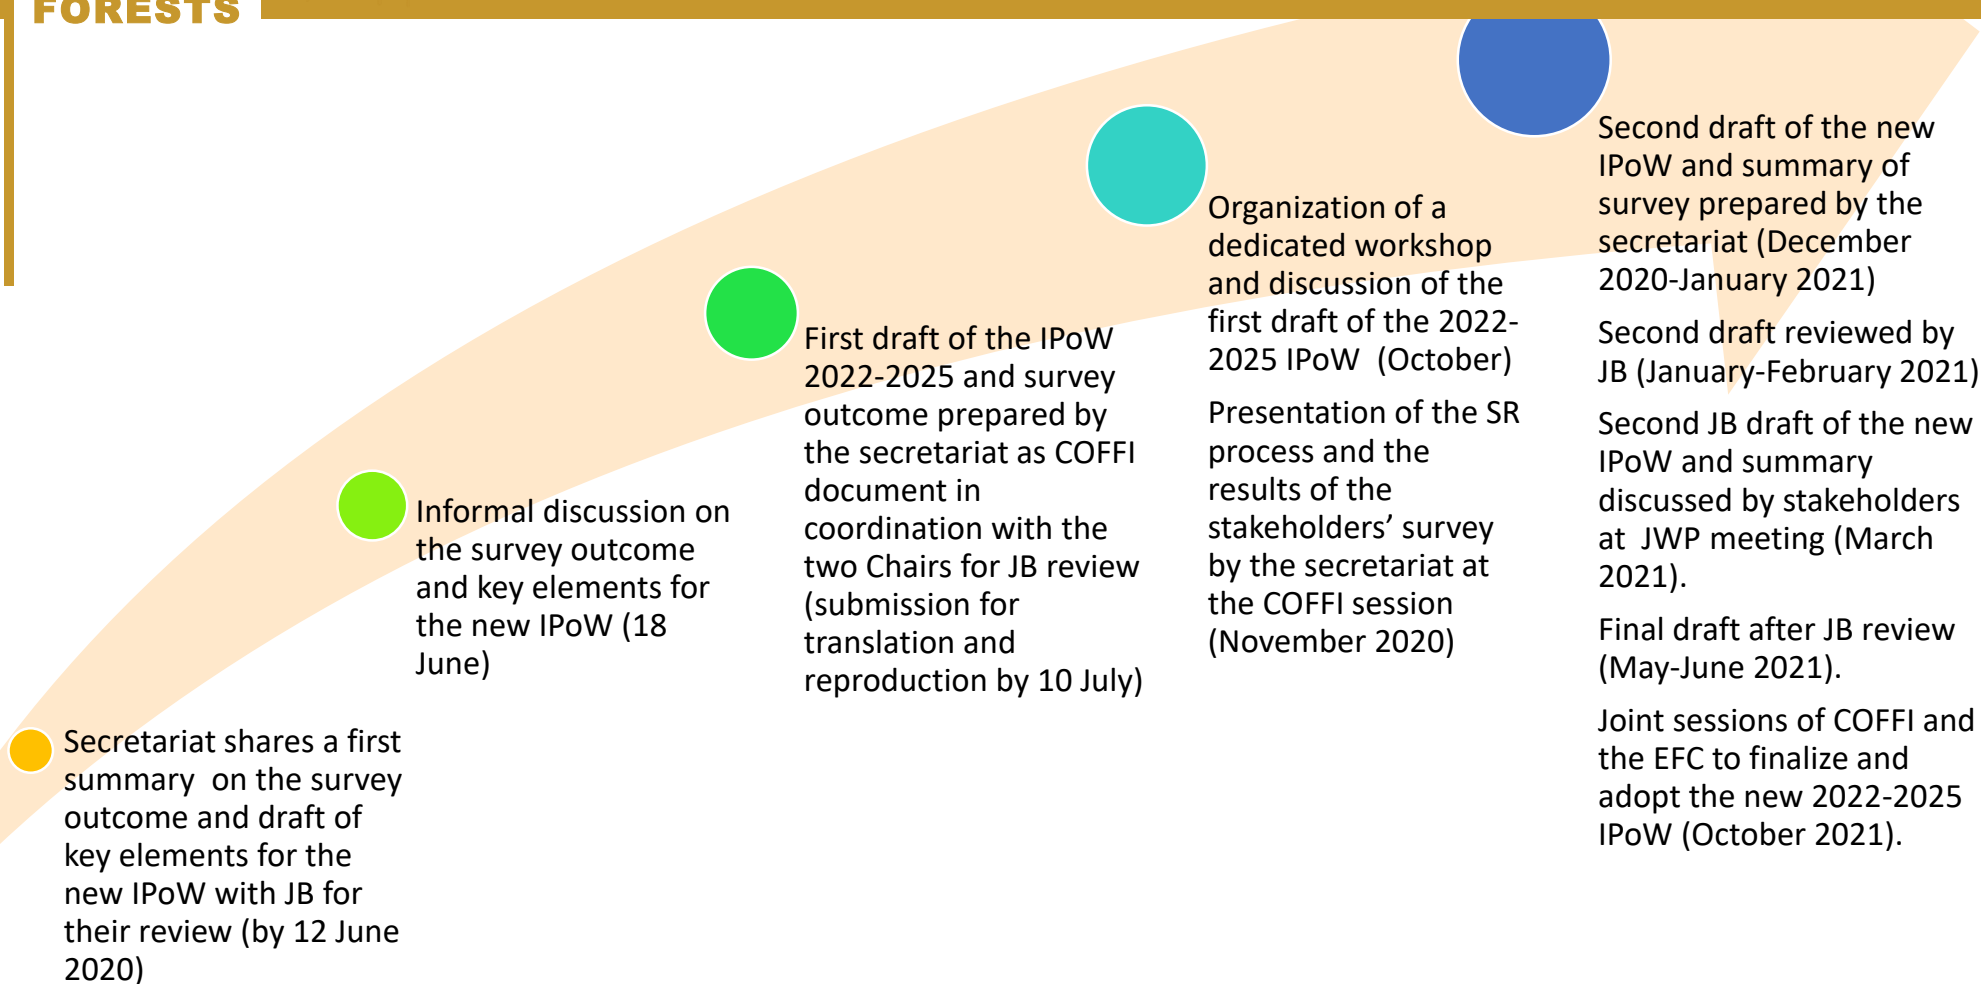 FORESTS
Secretariat shares a first
summary on the survey
outcome and draft of
key elements for the
new IPoW with JB for
their review (by 12 June
2020)
Informal discussion on
the survey outcome
and key elements for
the new IPoW (18
June)
First draft of the IPoW
2022-2025 and survey
outcome prepared by
the secretariat as COFFI
document in
coordination with the
two Chairs for JB review
(submission for
translation and
reproduction by 10 July)
Organization of a
dedicated workshop
and discussion of the
first draft of the 2022-
2025 IPoW (October)
Presentation of the SR
process and the
results of the
stakeholders’ survey
by the secretariat at
the COFFI session
(November 2020)
Second draft of the new
IPoW and summary of
survey prepared by the
secretariat (December
2020-January 2021)
Second draft reviewed by
JB (January-February 2021)
Second JB draft of the new
IPoW and summary
discussed by stakeholders
at JWP meeting (March
2021).
Final draft after JB review
(May-June 2021).
Joint sessions of COFFI and
the EFC to finalize and
adopt the new 2022-2025
IPoW (October 2021).